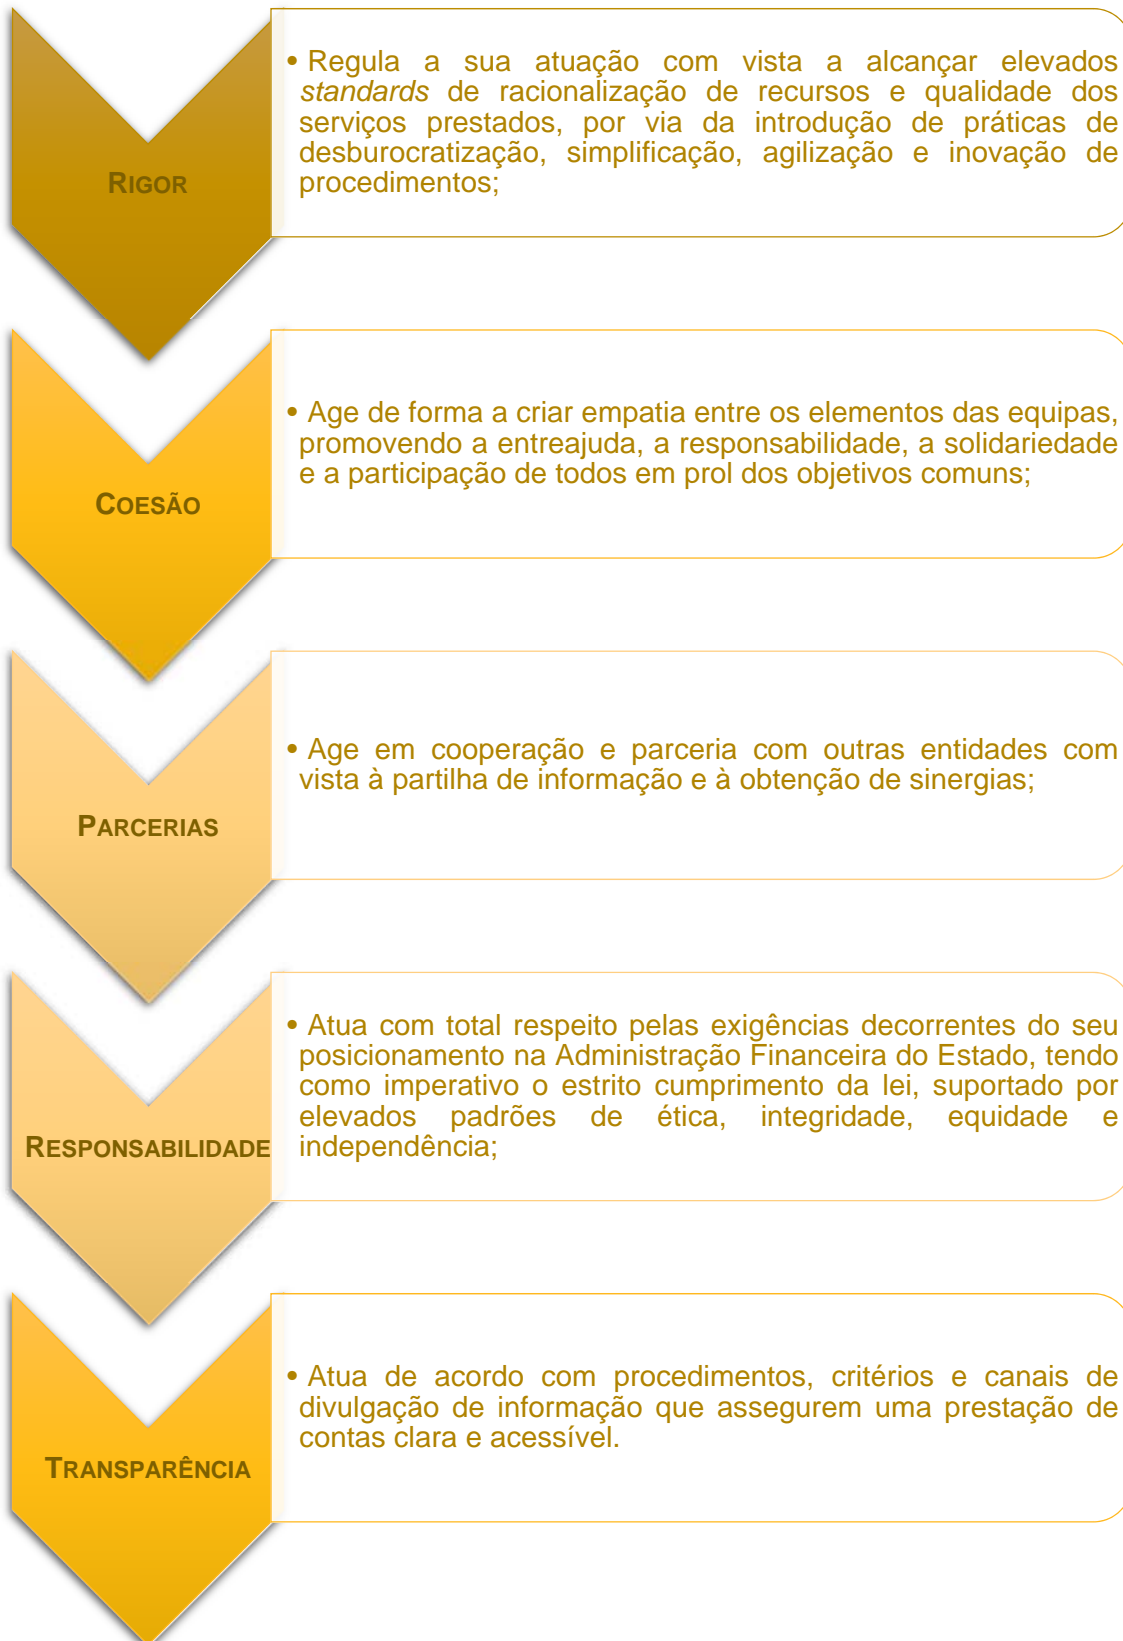 RIGOR
• Regula a sua atuação com vista a alcançar elevados
standards de racionalização de recursos e qualidade dos
serviços prestados, por via da introdução de práticas de
desburocratização, simplificação, agilização e inovação de
procedimentos;
COESÃO
• Age de forma a criar empatia entre os elementos das equipas,
promovendo a entreajuda, a responsabilidade, a solidariedade
e a participação de todos em prol dos objetivos comuns;
PARCERIAS
• Age em cooperação e parceria com outras entidades com
vista à partilha de informação e à obtenção de sinergias;
RESPONSABILIDADE
• Atua com total respeito pelas exigências decorrentes do seu
posicionamento na Administração Financeira do Estado, tendo
como imperativo o estrito cumprimento da lei, suportado por
elevados padrões de ética, integridade, equidade e
independência;
TRANSPARÊNCIA
• Atua de acordo com procedimentos, critérios e canais de
divulgação de informação que assegurem uma prestação de
contas clara e acessível.